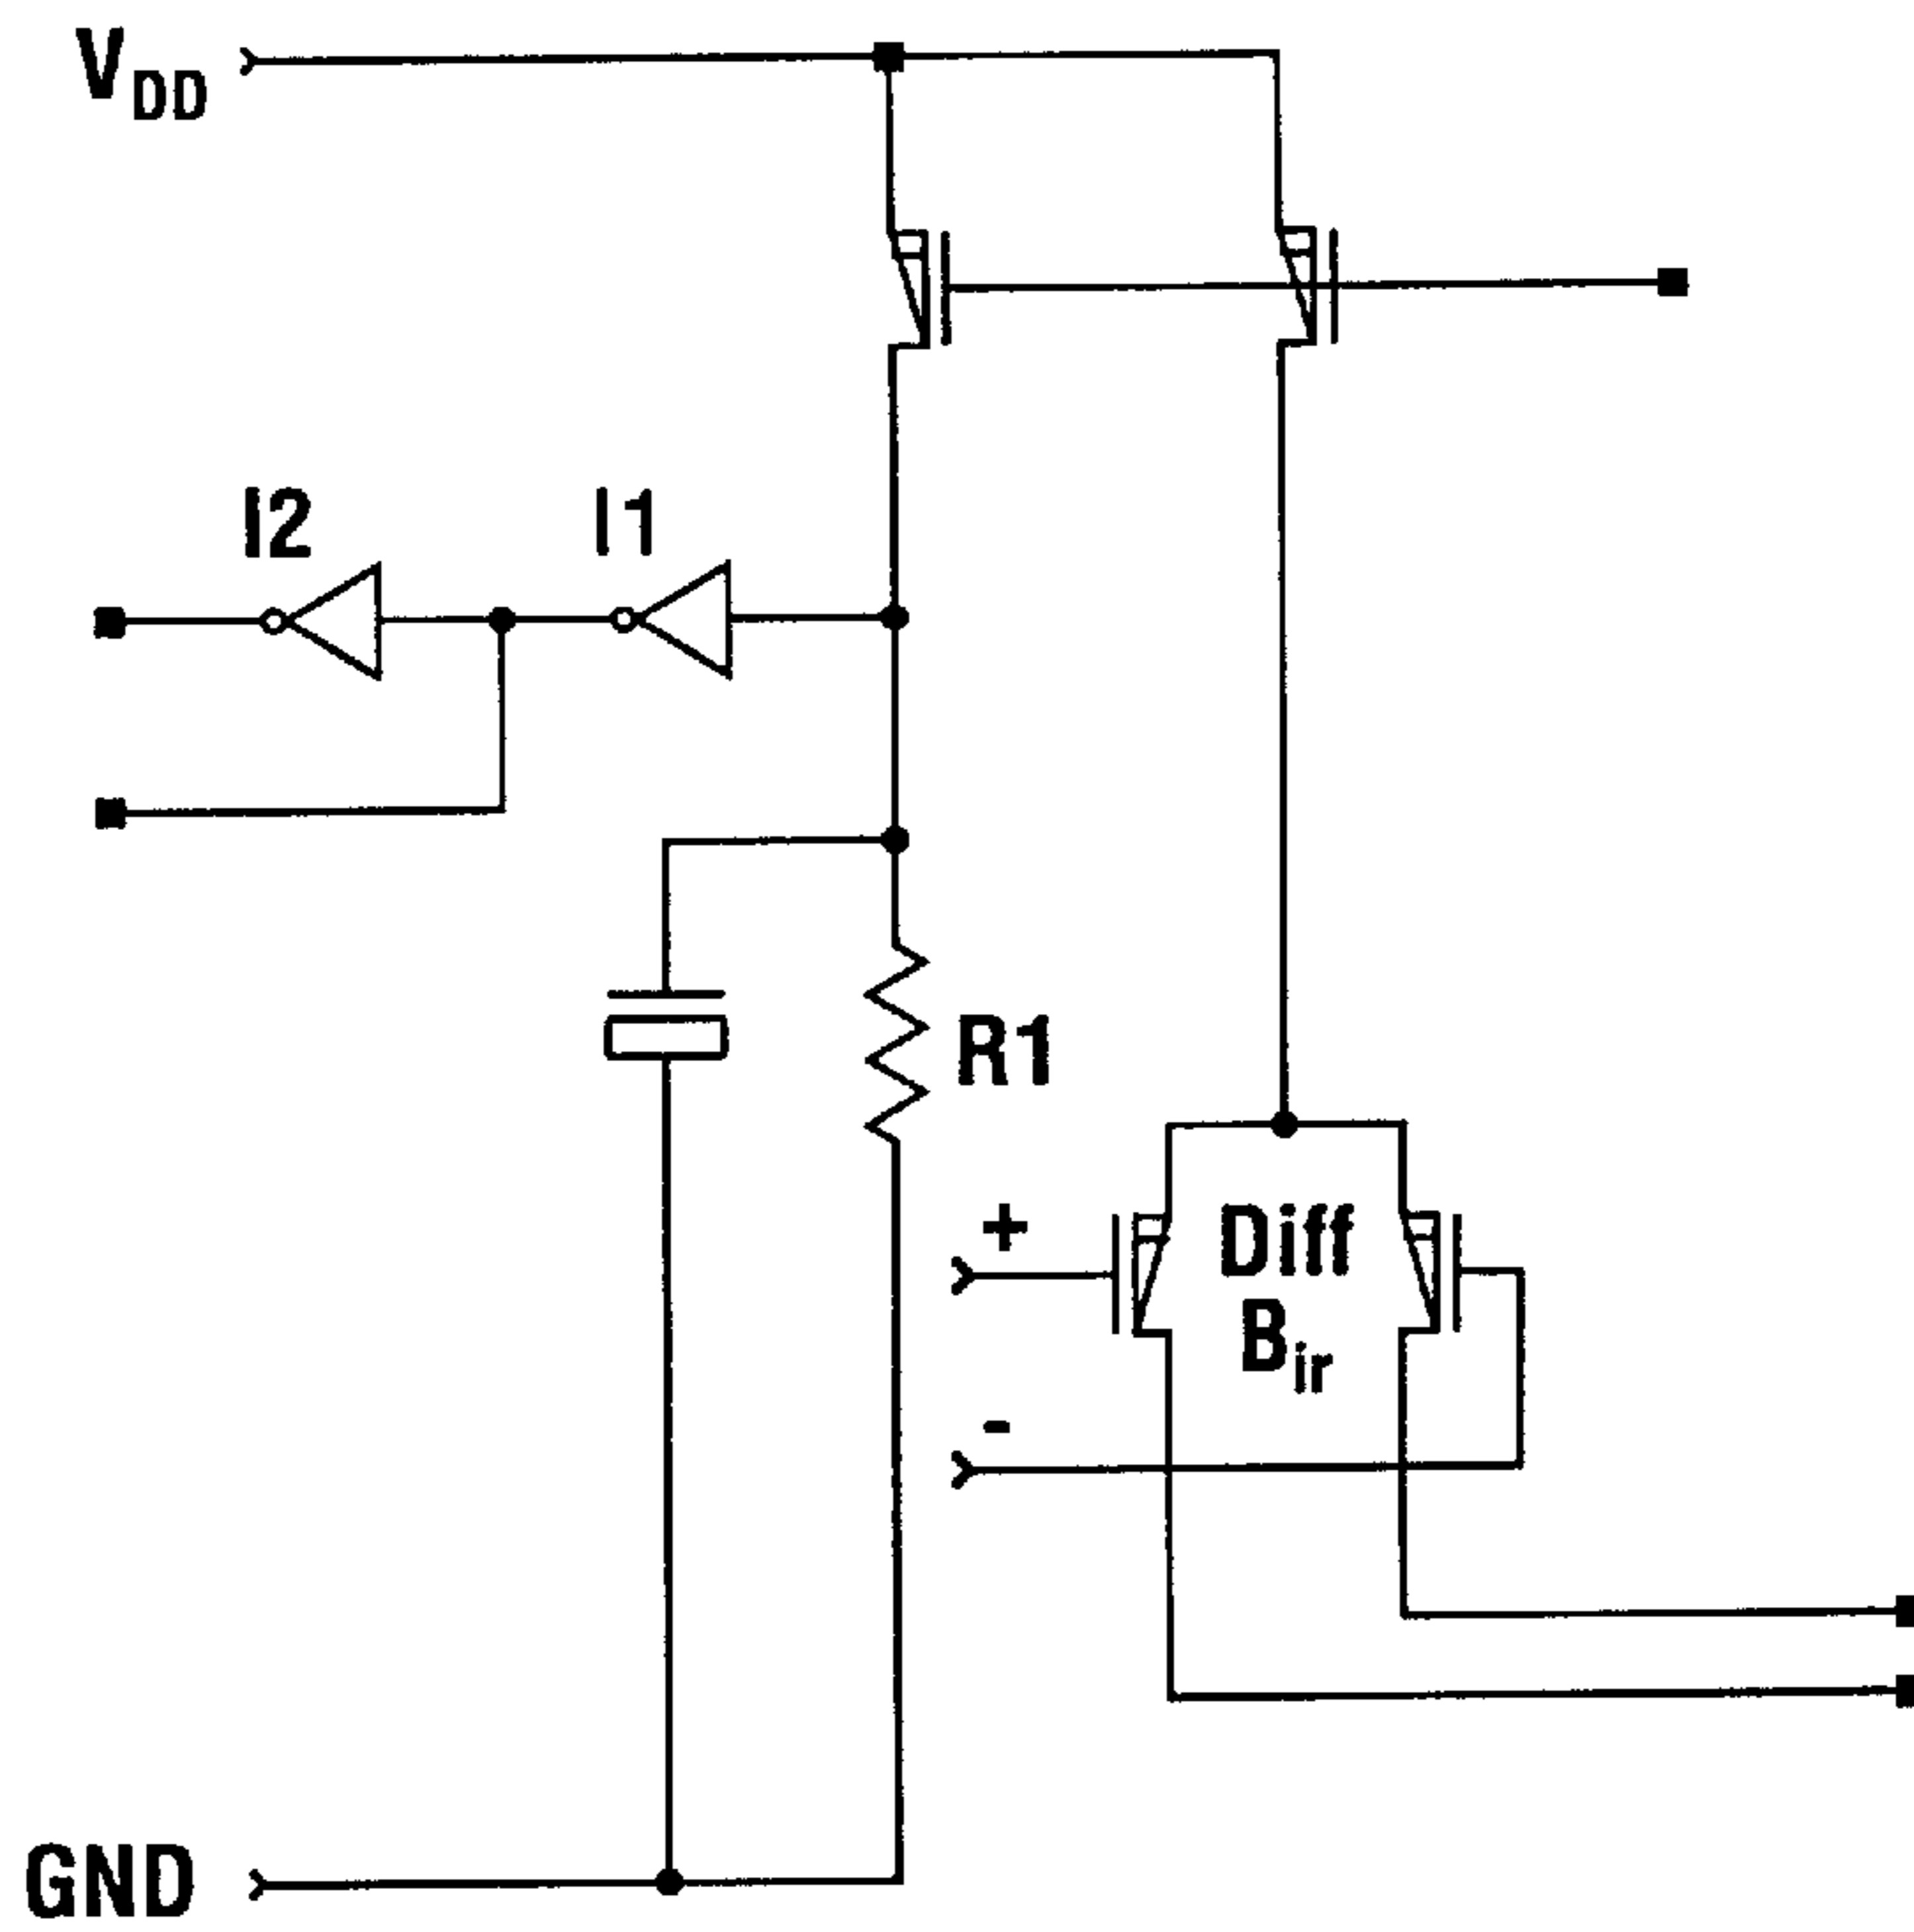 VDD
I2
I1
R1
+
Diff
Bir
-
GND